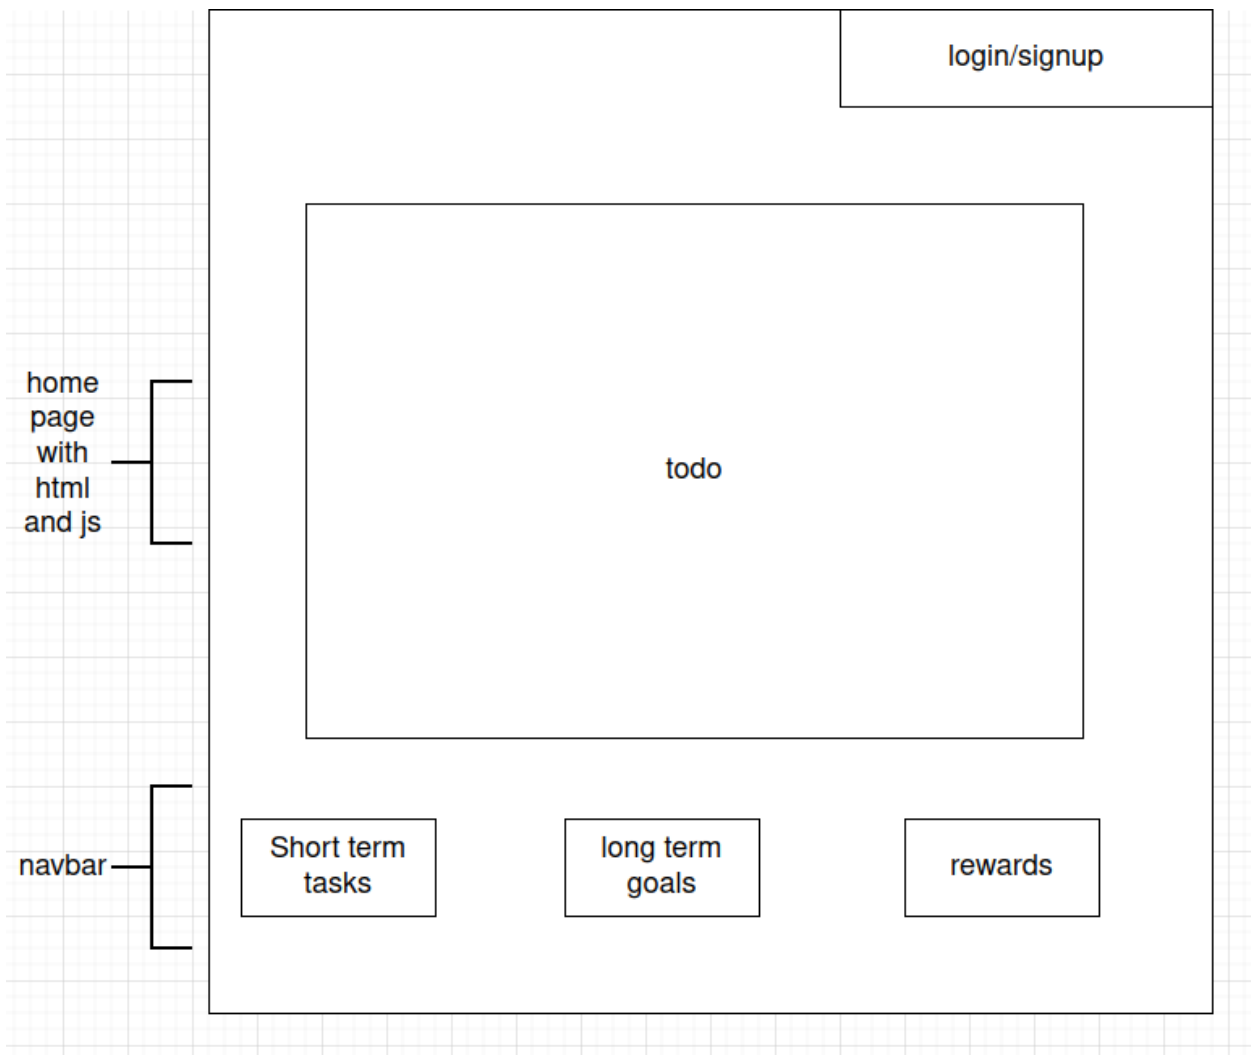 login/signup
home
page
with
html
and js
todo
navbar
Short term
tasks
long term
goals
rewards